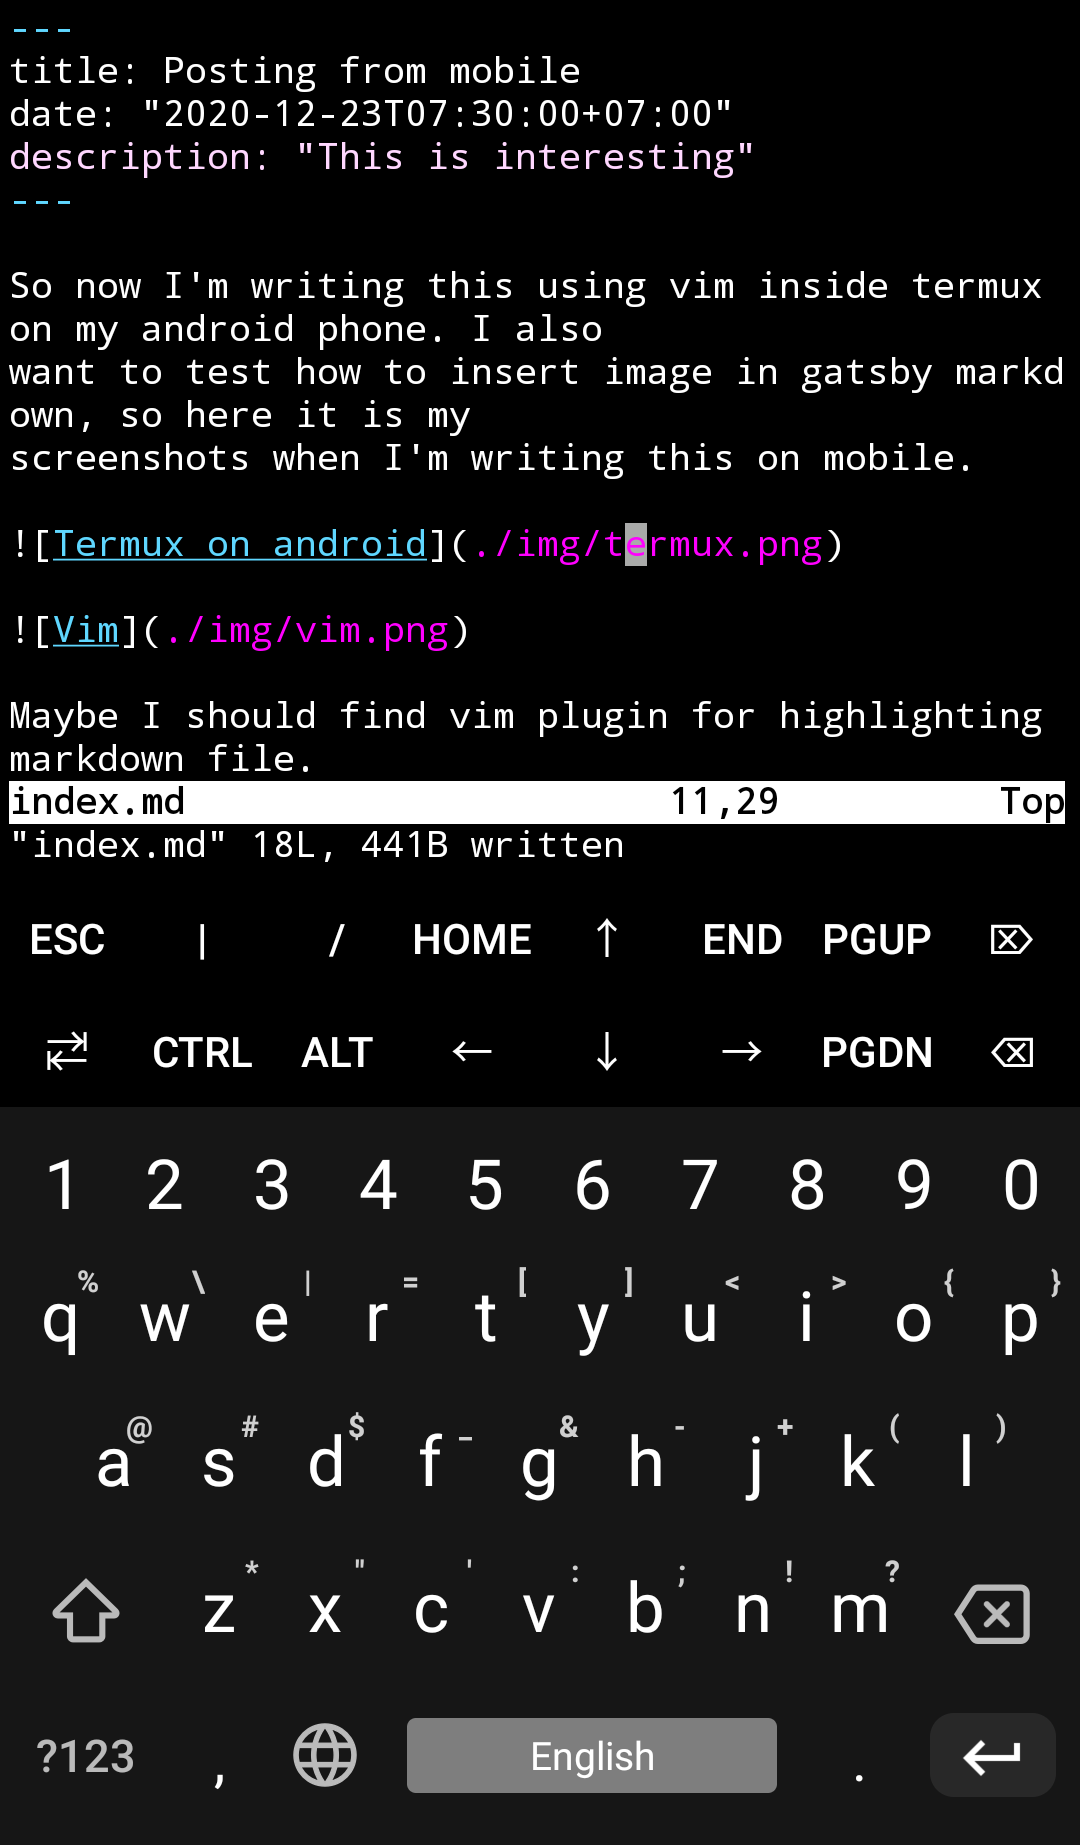 ---
title: Posting from mobile
date: "2020-12-23T07:30:00+07:00"
description: "This is interesting"
---
So now I'm writing this using vim inside termux
on my android phone. I also
want to test how to insert image in gatsby markd
own, so here it is my
screenshots when I'm writing this on mobile.
![Termux on android](./img/termux.png)
![Vim](./img/vim.png)
Maybe I should find vim plugin for highlighting
markdown file.
index.md 11,29 Top
"index.md" 18L, 441B written
ESC | / HOME ↑ END PGUP ⌦
↹ CTRL ALT ← ↓ → PGDN ⌫
1 2 3 4 5 6 7 8 9 0
% \ | = [ ] < > { }
q w e r t y u i o p
@ # $ _ & - + ( )
a s d f g h j k l
* " ' : ; ! ?
z x c v b n m
?123 , English .